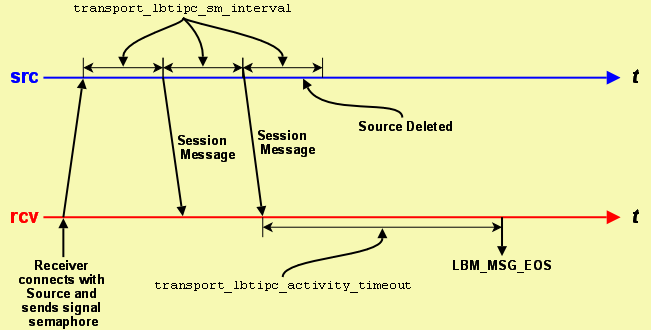 transport_lbtipc_sm_interval
src
t
Source Deleted
Session
Message
Session
Message
rcv
t
Receiver
connects with
Source and
sends signal
semaphore
transport_lbtipc_activity_timeout
LBM_MSG_EOS